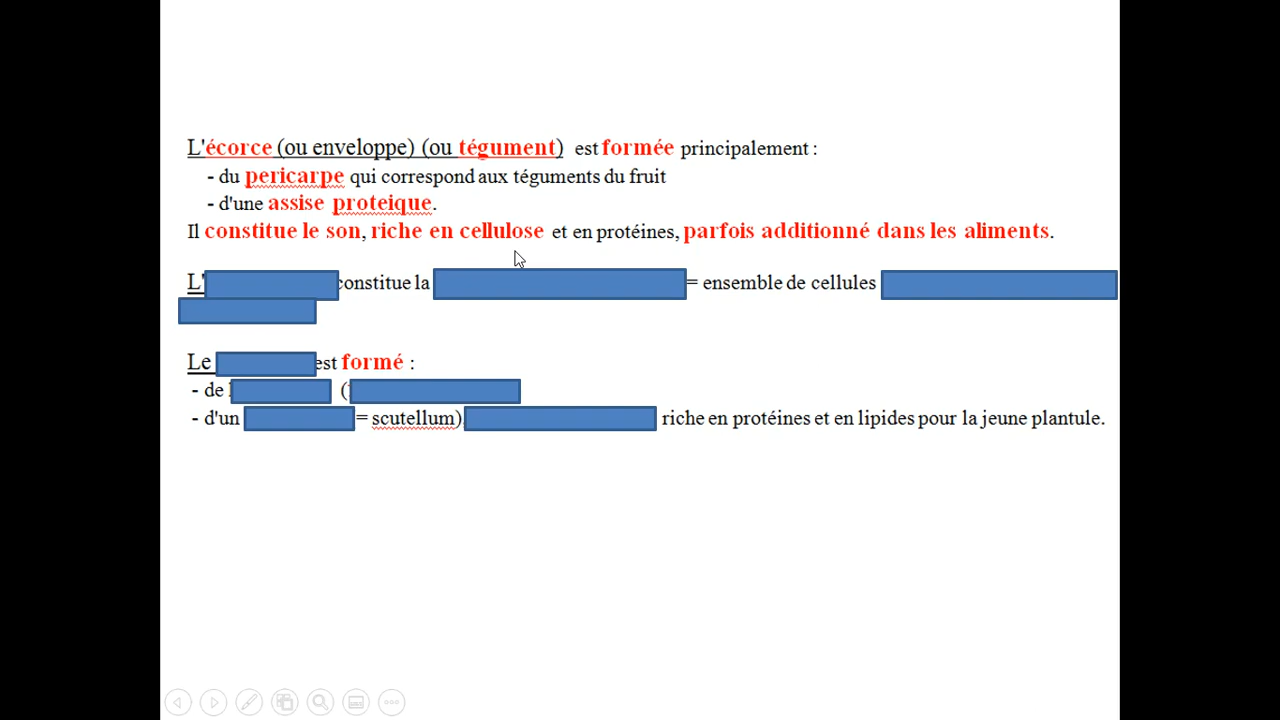 L'écorce (ou enveloppe) (ou tégument) est formée principalement :
- du pericarpe qui correspond aux téguments du fruit
- d'une assise proteique.
Il constitue le son, riche en cellulose et en protéines, parfois additionné dans les aliments.
L' constitue la = ensemble de cellules
Le est formé :
- de (
- d'un = scutellum) riche en protéines et en lipides pour la jeune plantule.